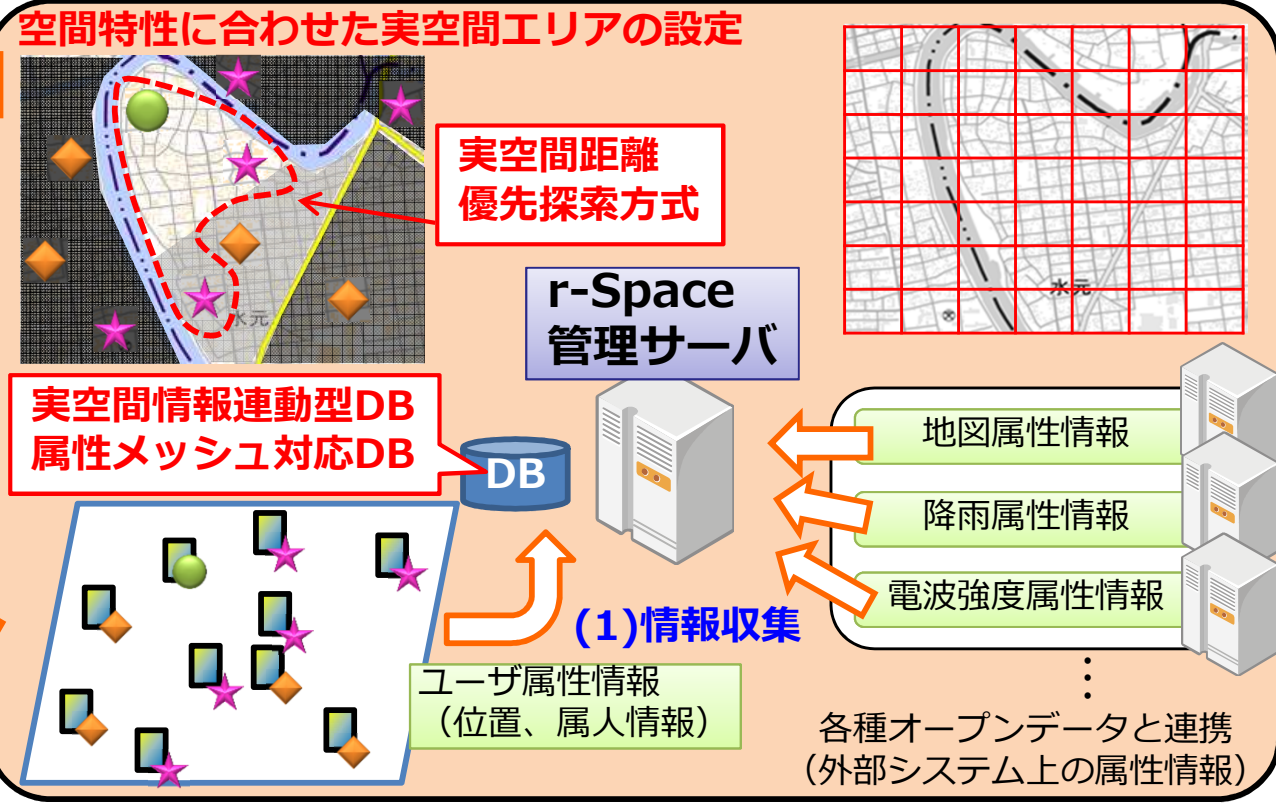 空間特性に合わせた実空間エリアの設定
実空間距離
優先探索方式
水元
水元
r-Space
管理サーバ
実空間情報連動型DB
属性メッシュ対応DB
DB
地図属性情報
降雨属性情報
電波強度属性情報
(1)情報収集
ユーザ属性情報
（位置、属人情報）
各種オープンデータと連携
（外部システム上の属性情報）